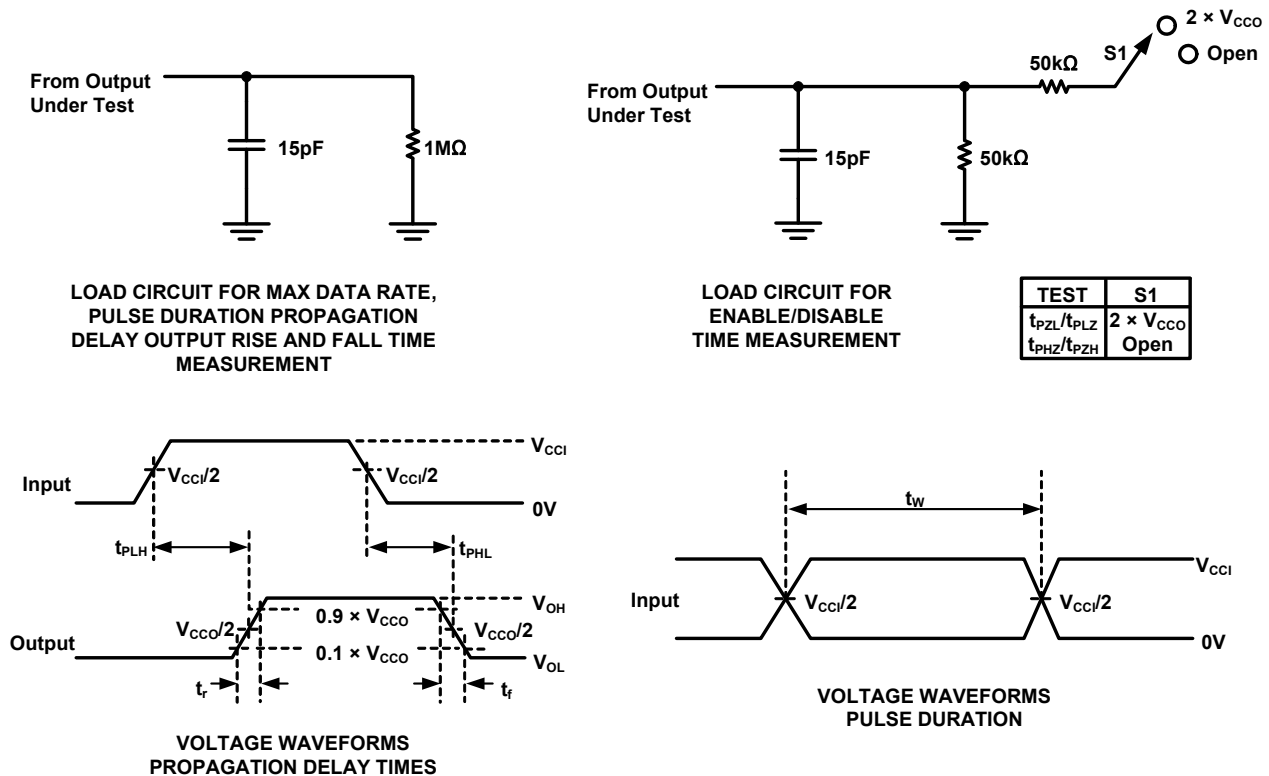 From Output
Under Test
15pF
1MΩ
LOAD CIRCUIT FOR MAX DATA RATE,
PULSE DURATION PROPAGATION
DELAY OUTPUT RISE AND FALL TIME
MEASUREMENT
2 × VCCO
Open
S1
50kΩ
From Output
Under Test
15pF
50kΩ
LOAD CIRCUIT FOR
ENABLE/DISABLE
TIME MEASUREMENT
TEST S1
tPZL/tPLZ 2 × VCCO
tPHZ/tPZH Open
VCCI
Input
VCCI/2
VCCI/2
0V
tPLH
tPHL
VOH
0.9 × VCCO
Output
VCCO/2
VCCO/2
0.1 × VCCO
VOL
tr
tf
VOLTAGE WAVEFORMS
PROPAGATION DELAY TIMES
tW
VCCI
Input
VCCI/2
VCCI/2
0V
VOLTAGE WAVEFORMS
PULSE DURATION